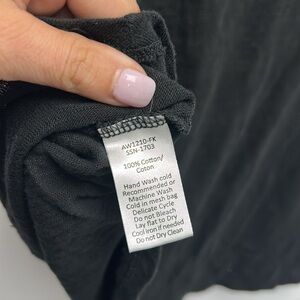 AW1210-FK
SSN-1703
100% Cotton/
Coton
Hand Wash cold
Recommended or
Machine Wash
Cold in mesh bag
Delicate Cycle
Do not Bleach
Lay flat to Dry
Cool Iron if needed
Do not Dry Clean